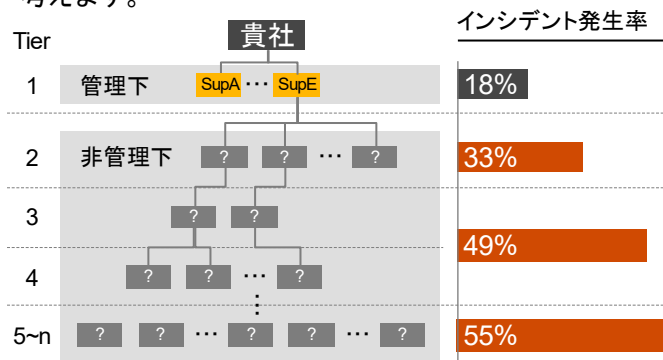 考えます。
インシデント発生率
Tier
貴社
1 管理下 SupA ··· SupE 18%
2 非管理下 ? ? ··· ? 33%
3 ? ?
49%
4 ? ? ··· ?
⋮
5~n ? ? ··· ? ? ··· ? 55%